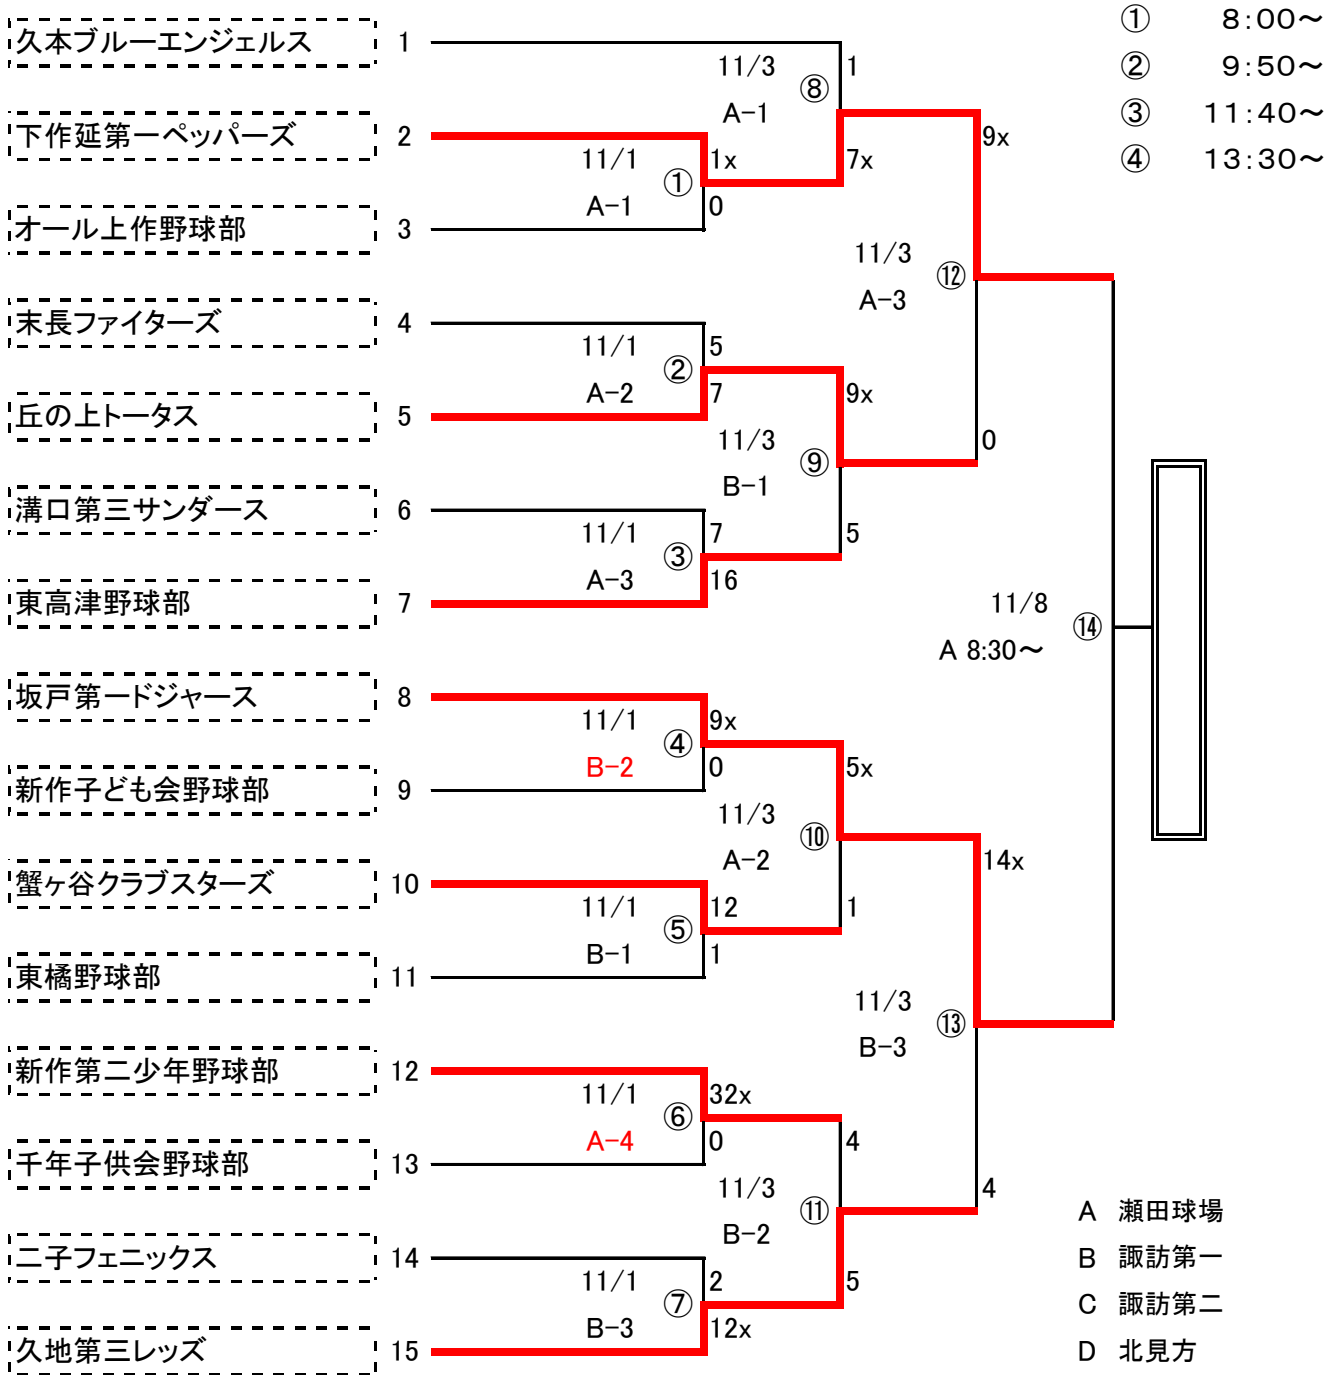 ① 8:00～
久本ブルーエンジェルス 1
11/3 ⑧ 1
② 9:50～
A-1
③ 11:40～
下作延第一ペッパーズ 2
9x
11/1 ① 1x
7x
④ 13:30～
A-1 0
オール上作野球部 3
11/3 ⑫
A-3
末長ファイターズ 4
11/1 ② 5
A-2 7
9x
丘の上トータス 5
11/3 ⑨
0
B-1
溝口第三サンダース 6
11/1 ③ 7
5
A-3 16
東高津野球部 7
11/8 ⑭
A 8:30～
坂戸第一ドジャース 8
11/1 ④ 9x
B-2 0
5x
新作子ども会野球部 9
11/3 ⑩
A-2
14x
蟹ヶ谷クラブスターズ 10
11/1 ⑤ 12
1
B-1 1
東橘野球部 11
11/3 ⑬
B-3
新作第二少年野球部 12
11/1 ⑥ 32x
A-4 0
4
千年子供会野球部 13
11/3 ⑪
4
B-2
A 瀬田球場
二子フェニックス 14
B 諏訪第一
11/1 ⑦ 2
5
C 諏訪第二
B-3 12x
久地第三レッズ 15
D 北見方